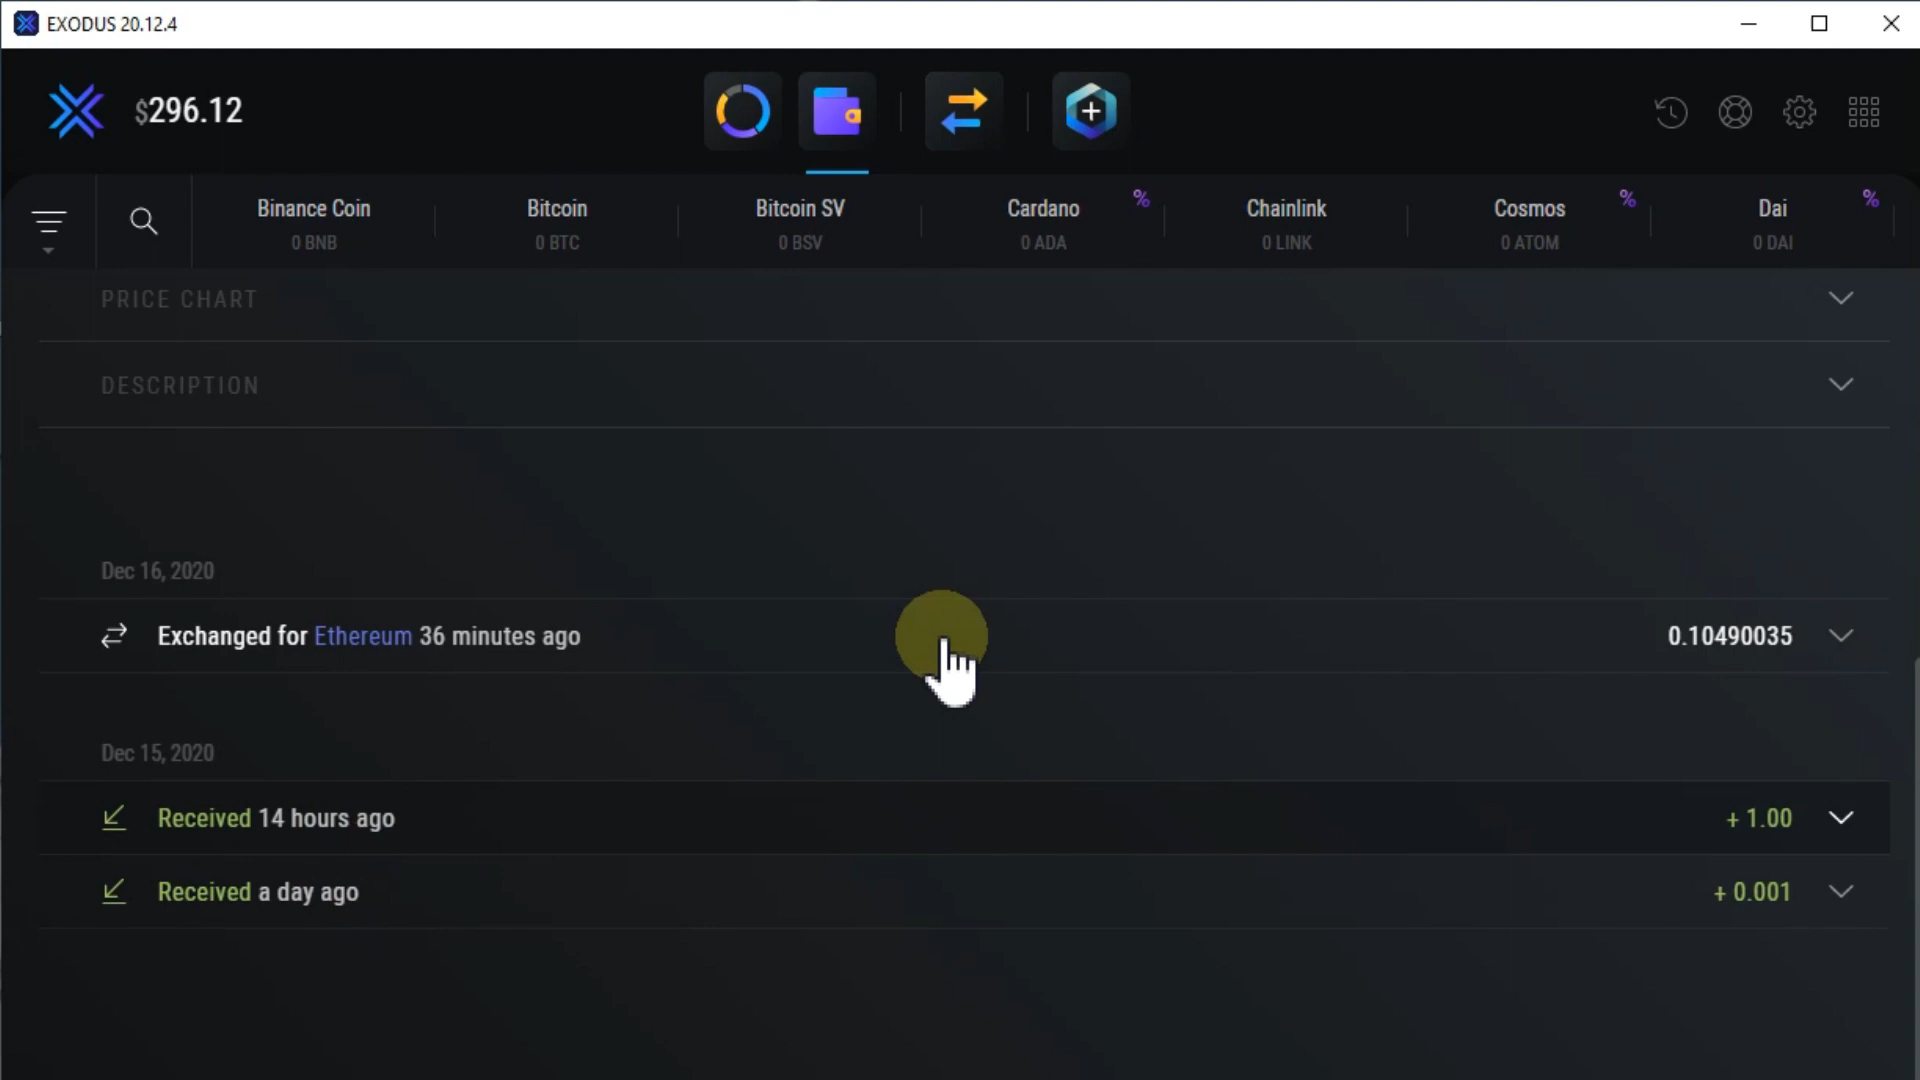 EXODUS 20.12.4
$296.12
Binance Coin
0 BNB
Bitcoin
0 BTC
Bitcoin SV
0 BSV
Cardano
0 ADA
%
Chainlink
0 LINK
Cosmos
0 ATOM
%
Dai
0 DAI
%
PRICE CHART
DESCRIPTION
Dec 16, 2020
Exchanged for Ethereum 36 minutes ago
0.10490035
Dec 15, 2020
Received 14 hours ago
+ 1.00
Received a day ago
+ 0.001